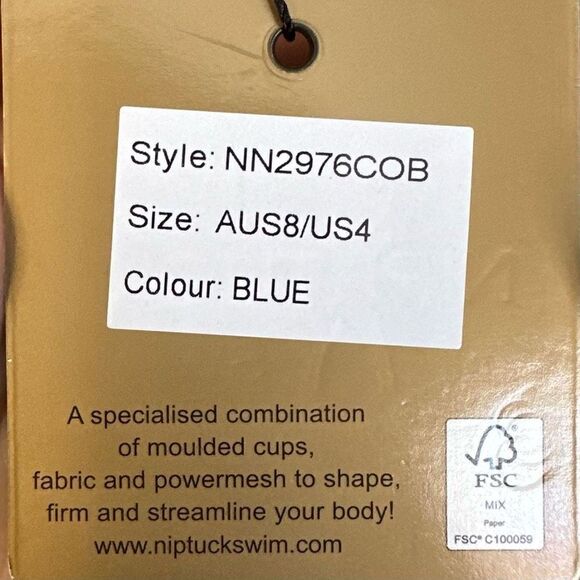 Style: NN2976COB
Size: AUS8/US4
Colour: BLUE
A specialised combination
of moulded cups,
fabric and powermesh to shape,
firm and streamline your body!
www.niptuckswim.com
FSC
MIX
Paper
FSC® C100059